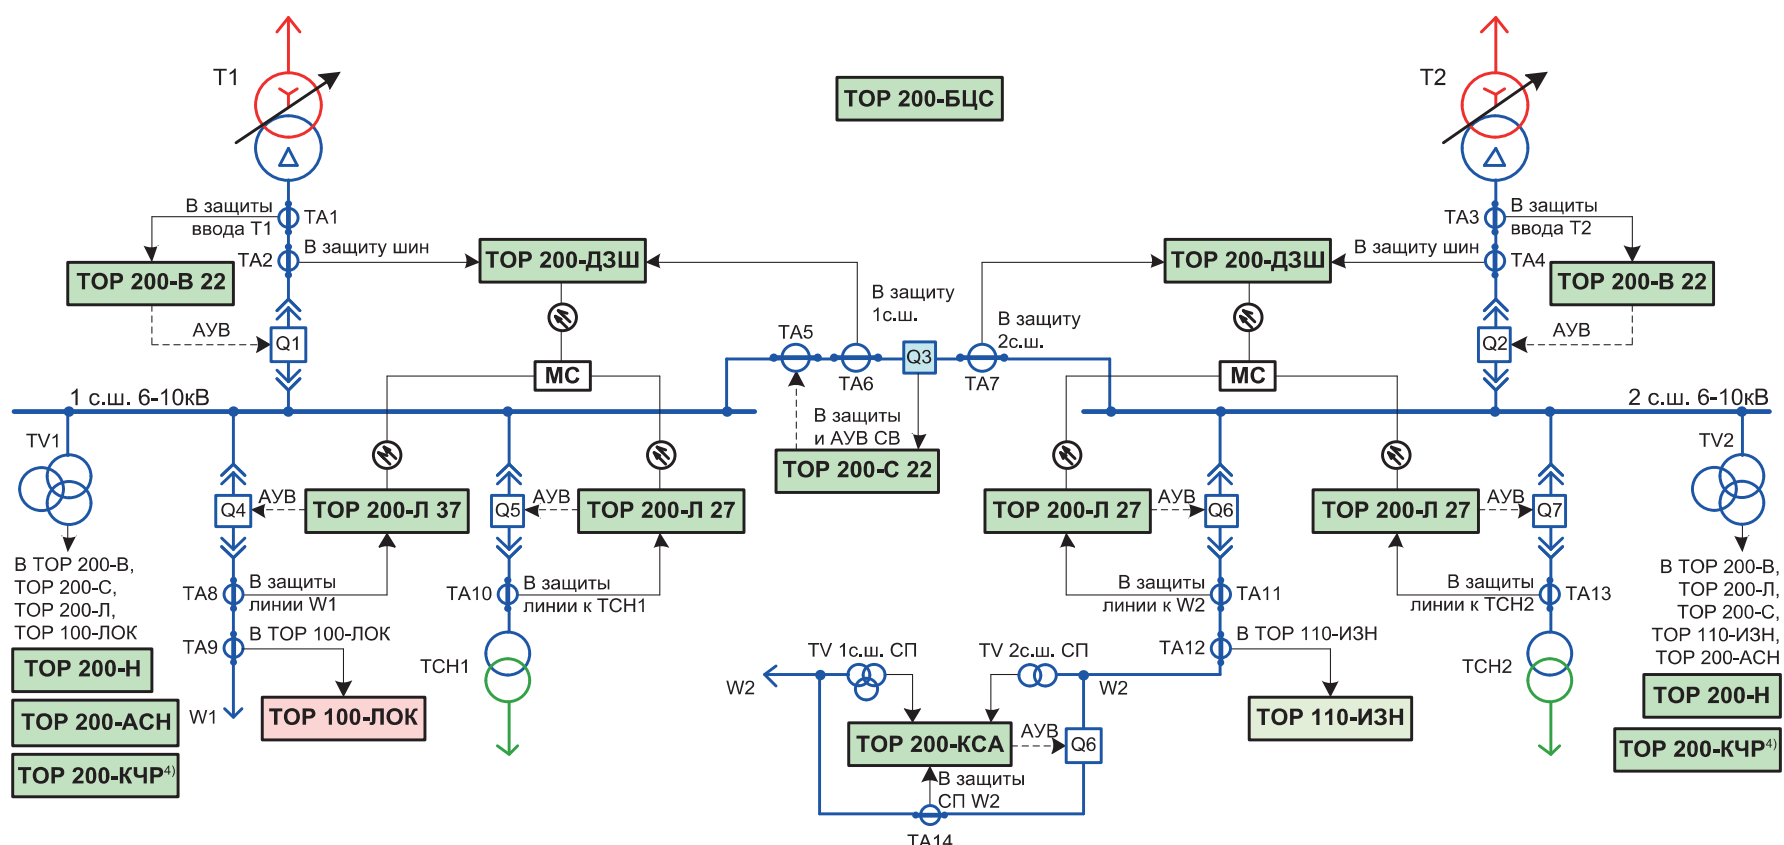 T1
ТОР 200-БЦС
T2
В защиты
ввода Т1
TA1
TA2
В защиту шин
ТОР 200-В 22
АУВ
Q1
ТОР 200-ДЗШ
МС
В защиту
1с.ш.
TA5
TA6
Q3
TA7
В защиту
2с.ш.
ТОР 200-ДЗШ
МС
В защиту шин
TA3
TA4
В защиты
ввода Т2
ТОР 200-В 22
АУВ
Q2
1 с.ш. 6-10кВ
2 с.ш. 6-10кВ
В защиты
и АУВ СВ
ТОР 200-С 22
TV1
В ТОР 200-В,
ТОР 200-С,
ТОР 200-Л,
ТОР 100-ЛОК
ТОР 200-Н
ТОР 200-АСН
ТОР 200-КЧР4)
Q4
АУВ
ТОР 200-Л 37
TA8
В защиты
линии W1
TA9
В ТОР 100-ЛОК
W1
ТОР 100-ЛОК
Q5
АУВ
ТОР 200-Л 27
TA10
В защиты
линии к ТСН1
ТСН1
ТОР 200-Л 27
АУВ
Q6
В защиты
линии к W2
TA11
TA12
В ТОР 110-ИЗН
ТОР 110-ИЗН
ТОР 200-Л 27
АУВ
Q7
В защиты
линии к ТСН2
TA13
ТСН2
TV2
В ТОР 200-В,
ТОР 200-Л,
ТОР 200-С,
ТОР 110-ИЗН,
ТОР 200-АСН
ТОР 200-Н
ТОР 200-КЧР4)
TV 1с.ш. СП
TV 2с.ш. СП
W2
W2
ТОР 200-КСА
АУВ
Q6
В защиты
СП W2
TA14